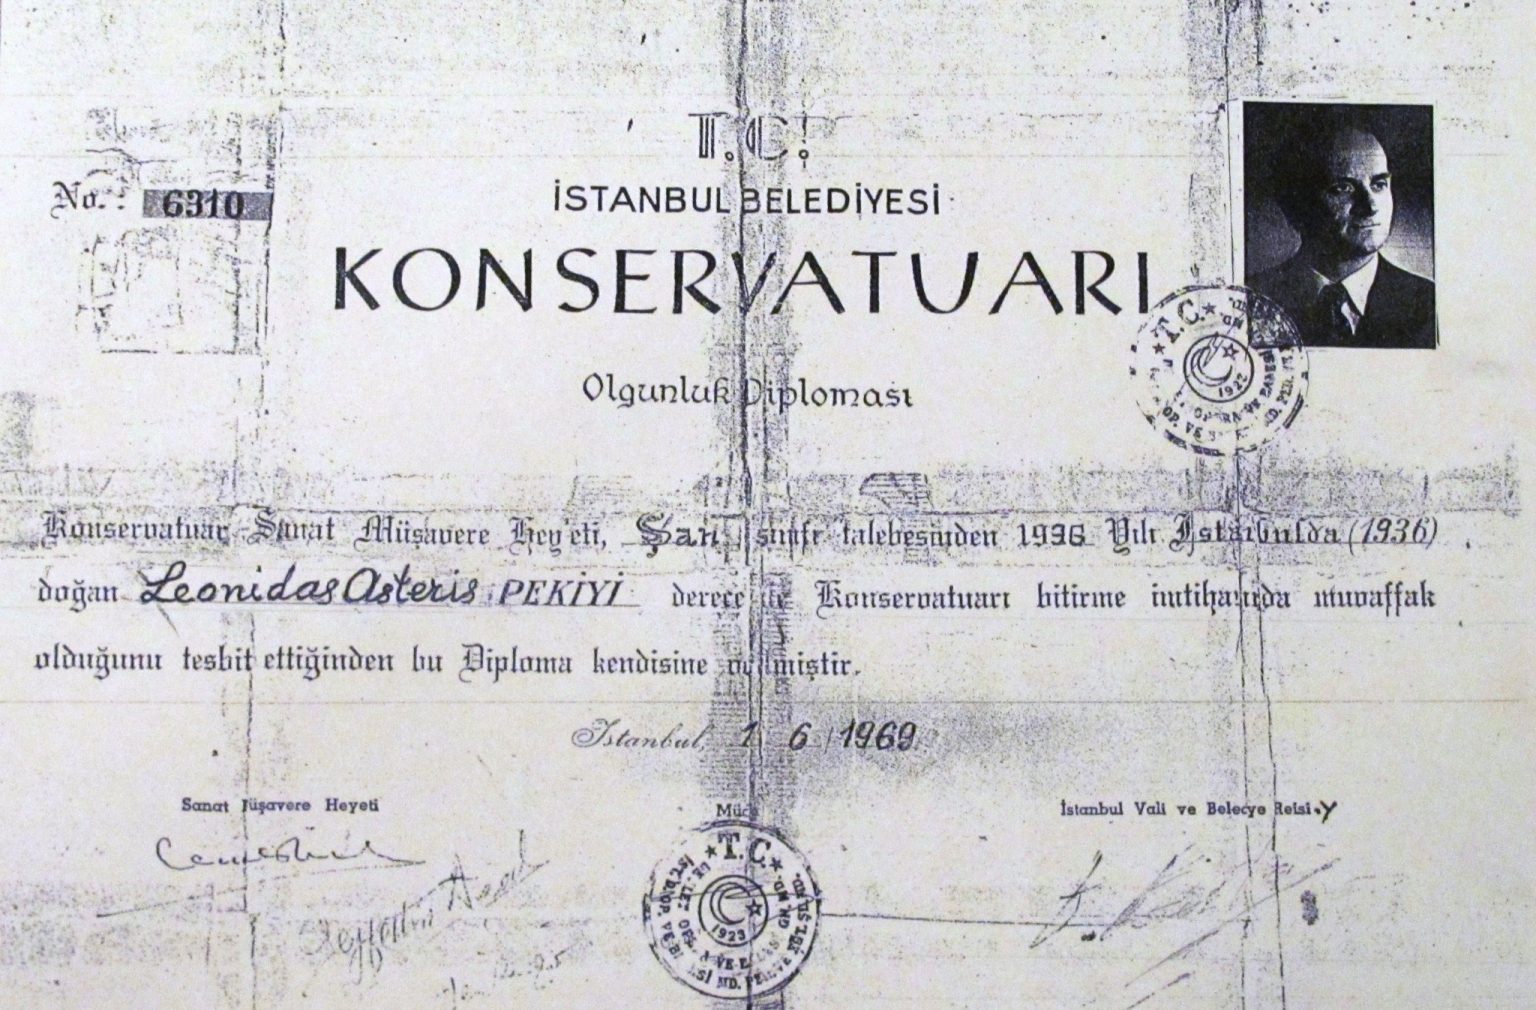 T.C.
No.: 6310
İSTANBUL BELEDİYESİ
KONSERVATUARI
Olgunluk Diploması
Konservatuar Sanat Müşavere Hey'eti, Şan sınıfı talebesinden 1936 Yılı İstanbulda (1936)
doğan Leonidas Asteris PEKİYİ derece ile Konservatuarı bitirme imtihanında muvaffak
olduğunu tesbit ettiğinden bu Diploma kendisine verilmiştir.
İstanbul, 1 6 1969
Sanat Müşavere Heyeti
İstanbul Vali ve Belediye Reisi.Y
T.C.
1923
T.C.